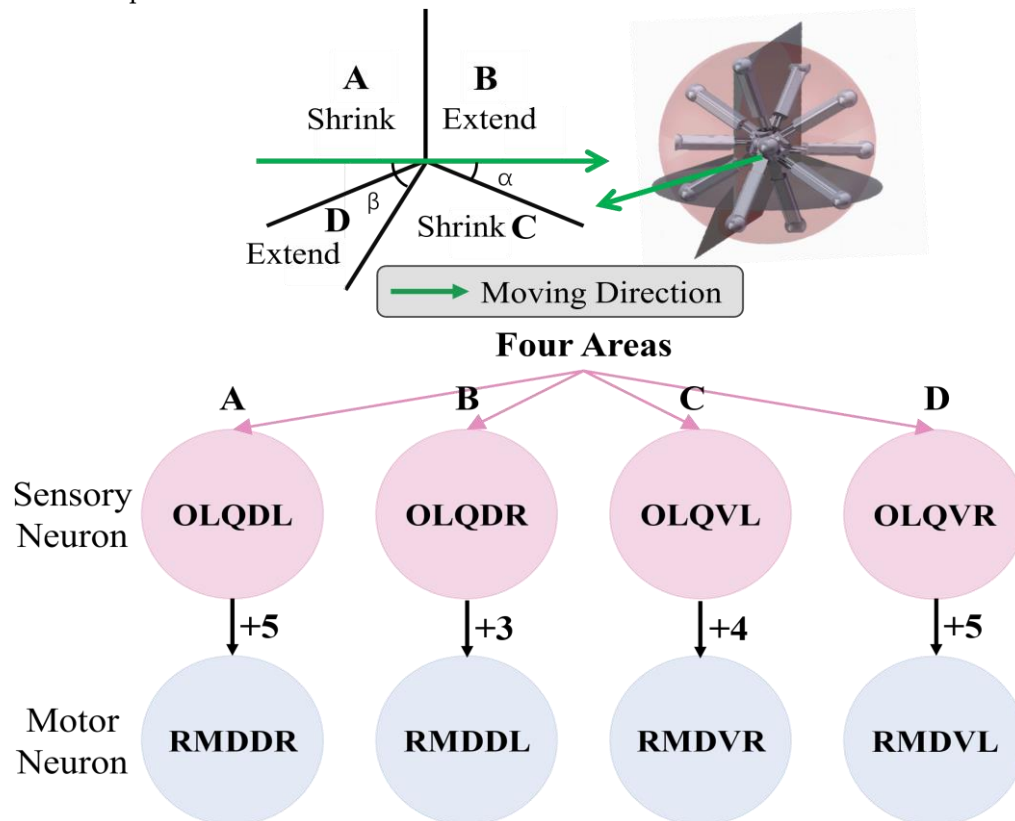 A B
Shrink Extend
α
β
D Shrink C
Extend
Moving Direction
Four Areas
A B C D
Sensory
Neuron
OLQDL OLQDR OLQVL OLQVR
+5 +3 +4 +5
Motor
Neuron
RMDDR RMDDL RMDVR RMDVL